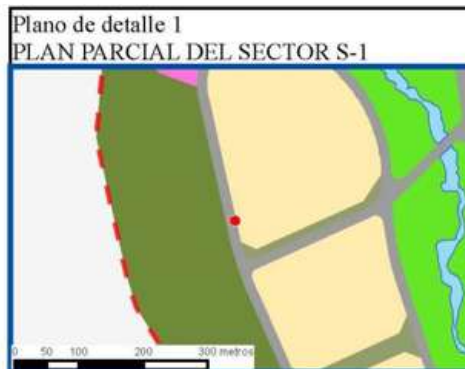 Plano de detalle 1
PLAN PARCIAL DEL SECTOR S-1
0 50 100 200 300 metros